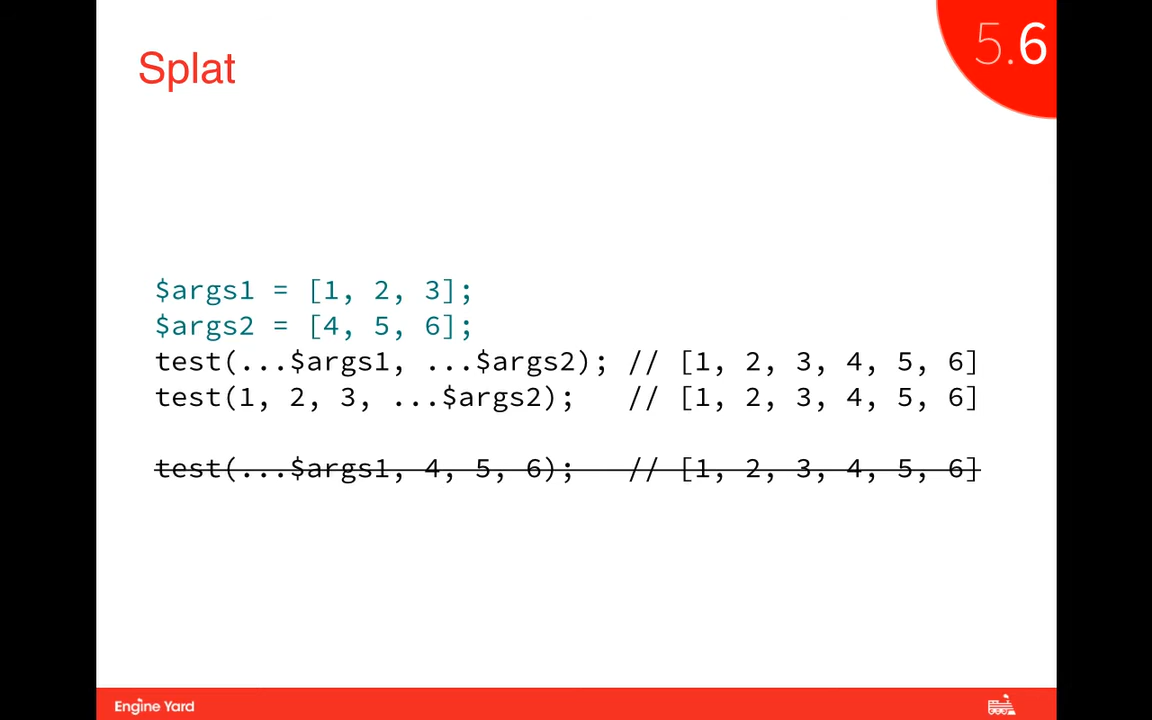 Splat
5.6
$args1 = [1, 2, 3];
$args2 = [4, 5, 6];
test(...$args1, ...$args2); // [1, 2, 3, 4, 5, 6]
test(1, 2, 3, ...$args2);   // [1, 2, 3, 4, 5, 6]
test(...$args1, 4, 5, 6);   // [1, 2, 3, 4, 5, 6]
Engine Yard